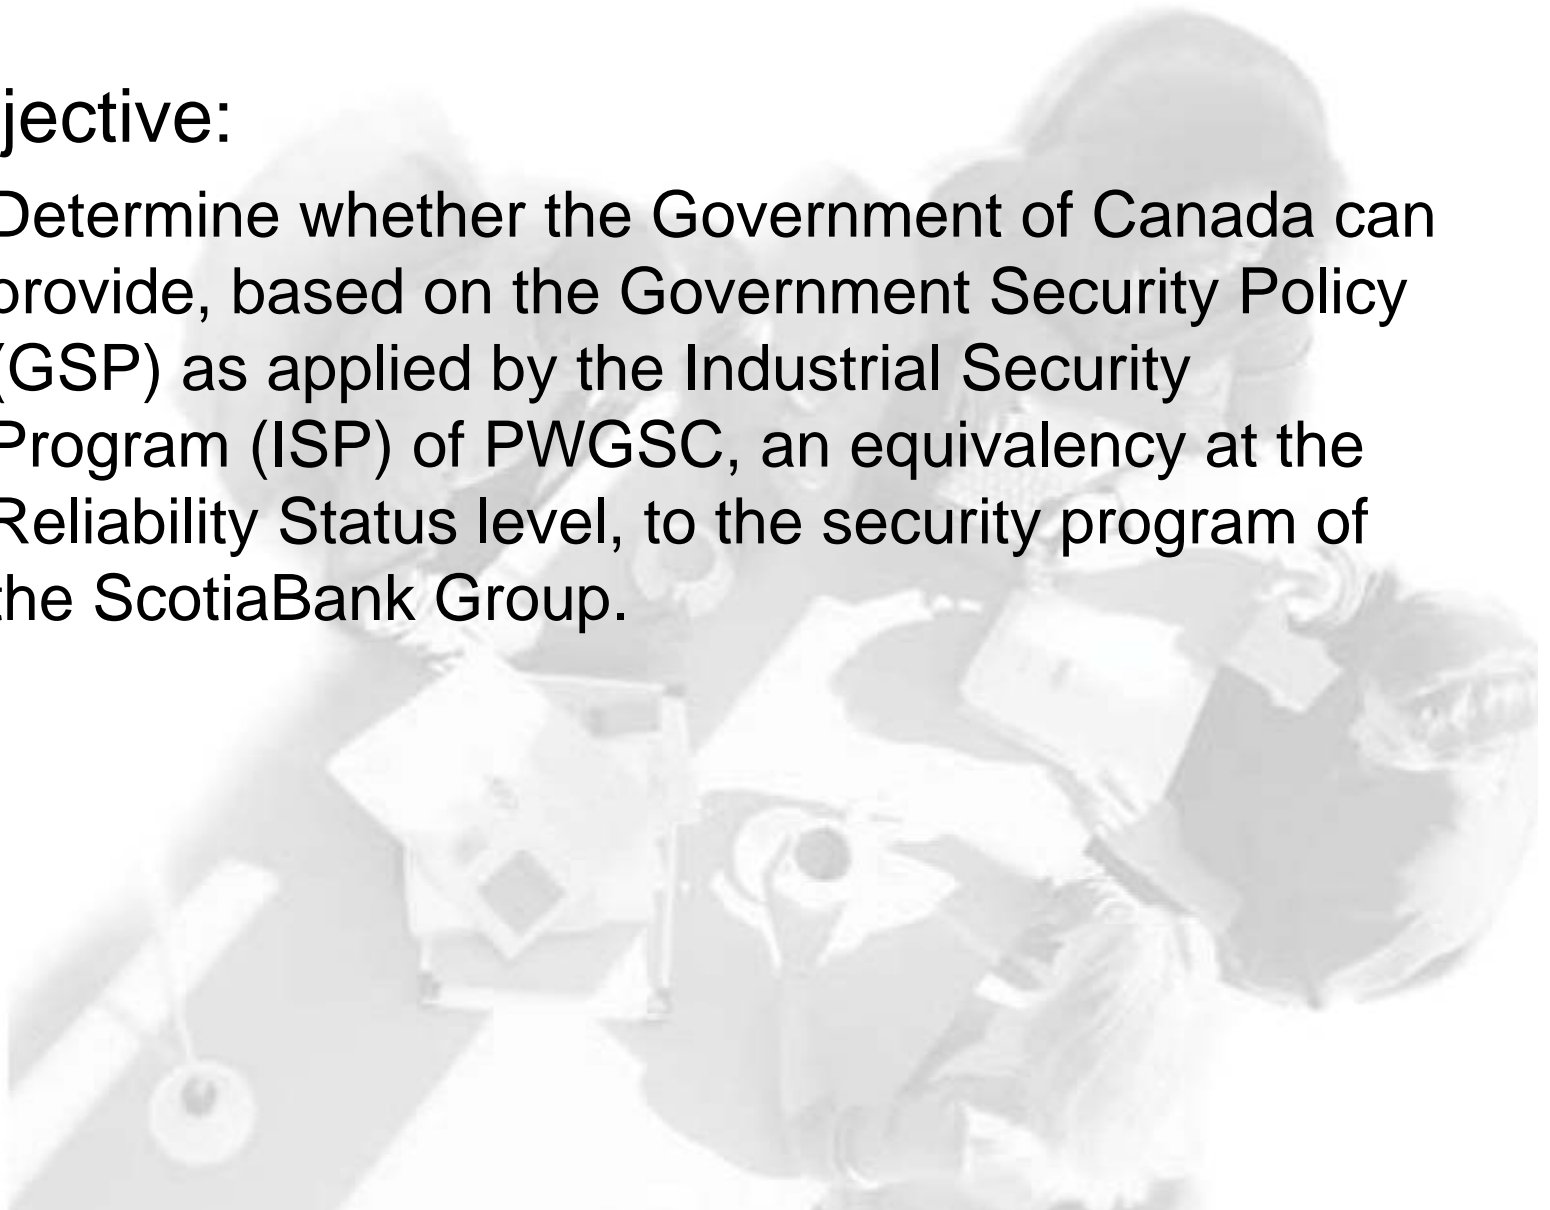 jective:
Determine whether the Government of Canada can
provide, based on the Government Security Policy
(GSP) as applied by the Industrial Security
Program (ISP) of PWGSC, an equivalency at the
Reliability Status level, to the security program of
the ScotiaBank Group.